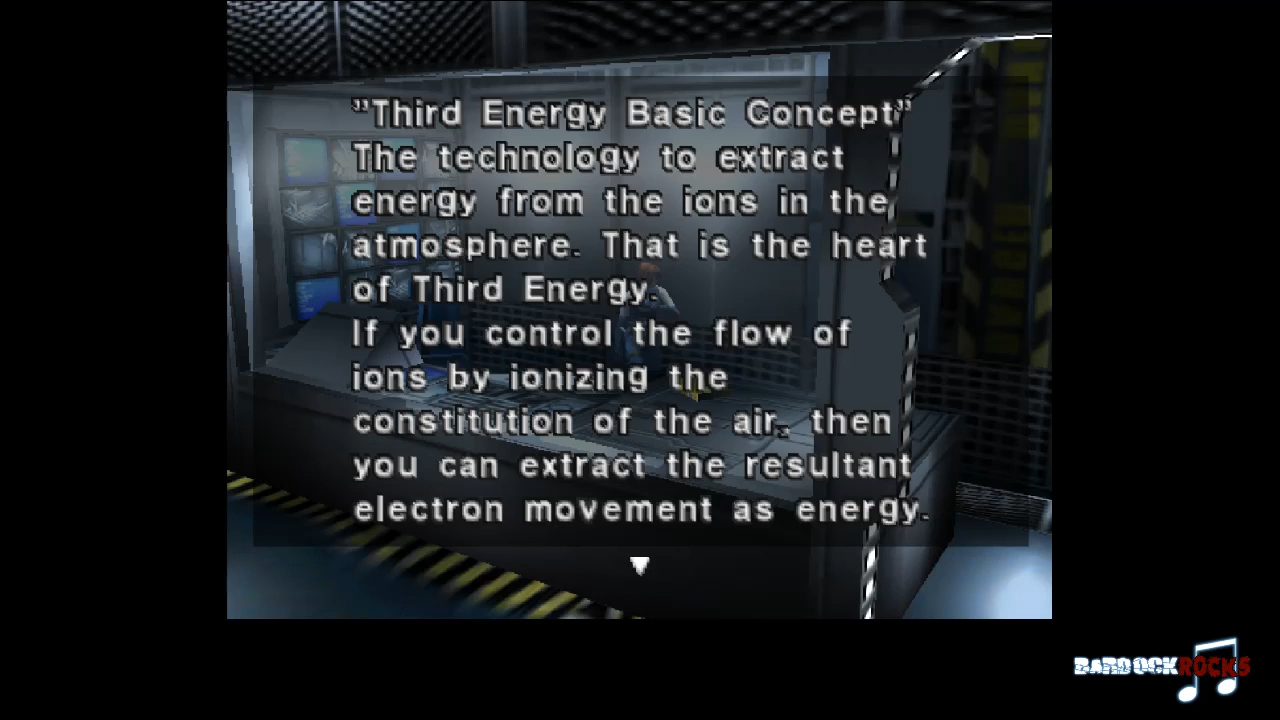 "Third Energy Basic Concept"
The technology to extract
energy from the ions in the
atmosphere. That is the heart
of Third Energy.
If you control the flow of
ions by ionizing the
constitution of the air, then
you can extract the resultant
electron movement as energy.
BARDOCKROCKS